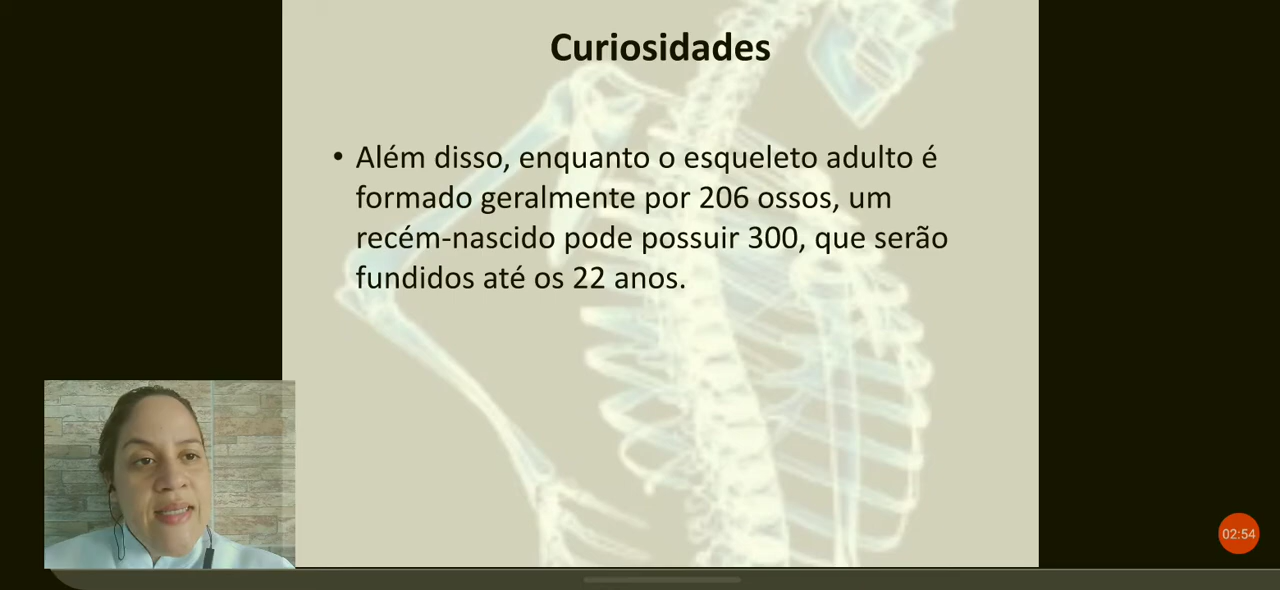 Curiosidades
• Além disso, enquanto o esqueleto adulto é
formado geralmente por 206 ossos, um
recém-nascido pode possuir 300, que serão
fundidos até os 22 anos.
02:54